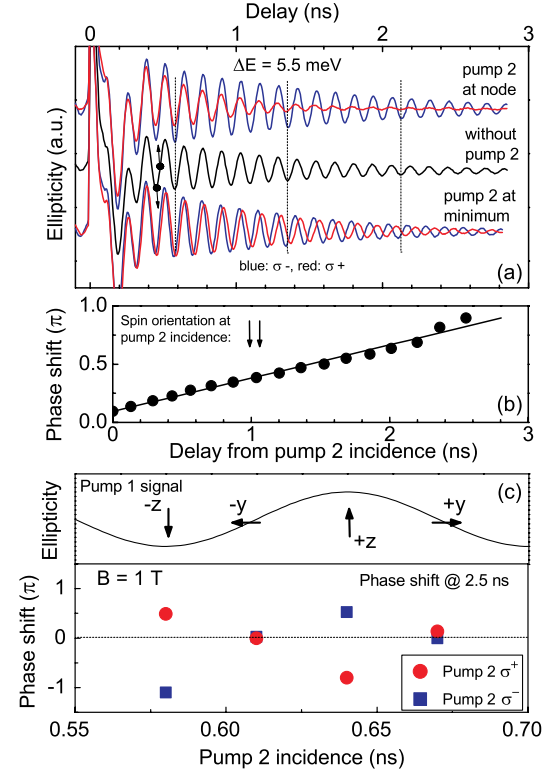 Delay (ns)
0 1 2 3
ΔE = 5.5 meV
pump 2
at node
without
pump 2
pump 2 at
minimum
Ellipticity (a.u.)
blue: σ -, red: σ +
(a)
1.0
0.5
0.0
Phase shift (π)
Spin orientation at
pump 2 incidence:
(b)
0 1 2 3
Delay from pump 2 incidence (ns)
Ellipticity
Pump 1 signal
(c)
-z
-y
+z
+y
B = 1 T
Phase shift @ 2.5 ns
Phase shift (π)
1
0
-1
Pump 2 σ+
Pump 2 σ−
0.55 0.60 0.65 0.70
Pump 2 incidence (ns)